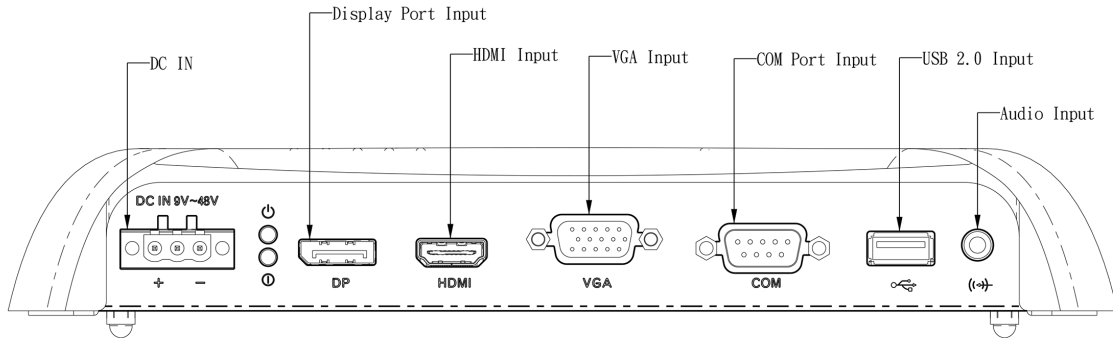 Display Port Input
DC IN
HDMI Input
VGA Input
COM Port Input
USB 2.0 Input
Audio Input
DC IN 9V~48V
+ −
DP
HDMI
VGA
COM